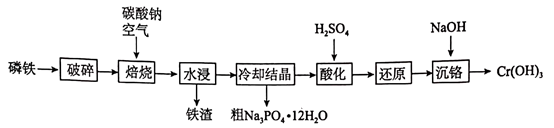 碳酸钠
空气
H₂SO₄
NaOH
磷铁
破碎
焙烧
水浸
冷却结晶
酸化
还原
沉铬
Cr(OH)₃
铁渣
粗Na₃PO₄·12H₂O